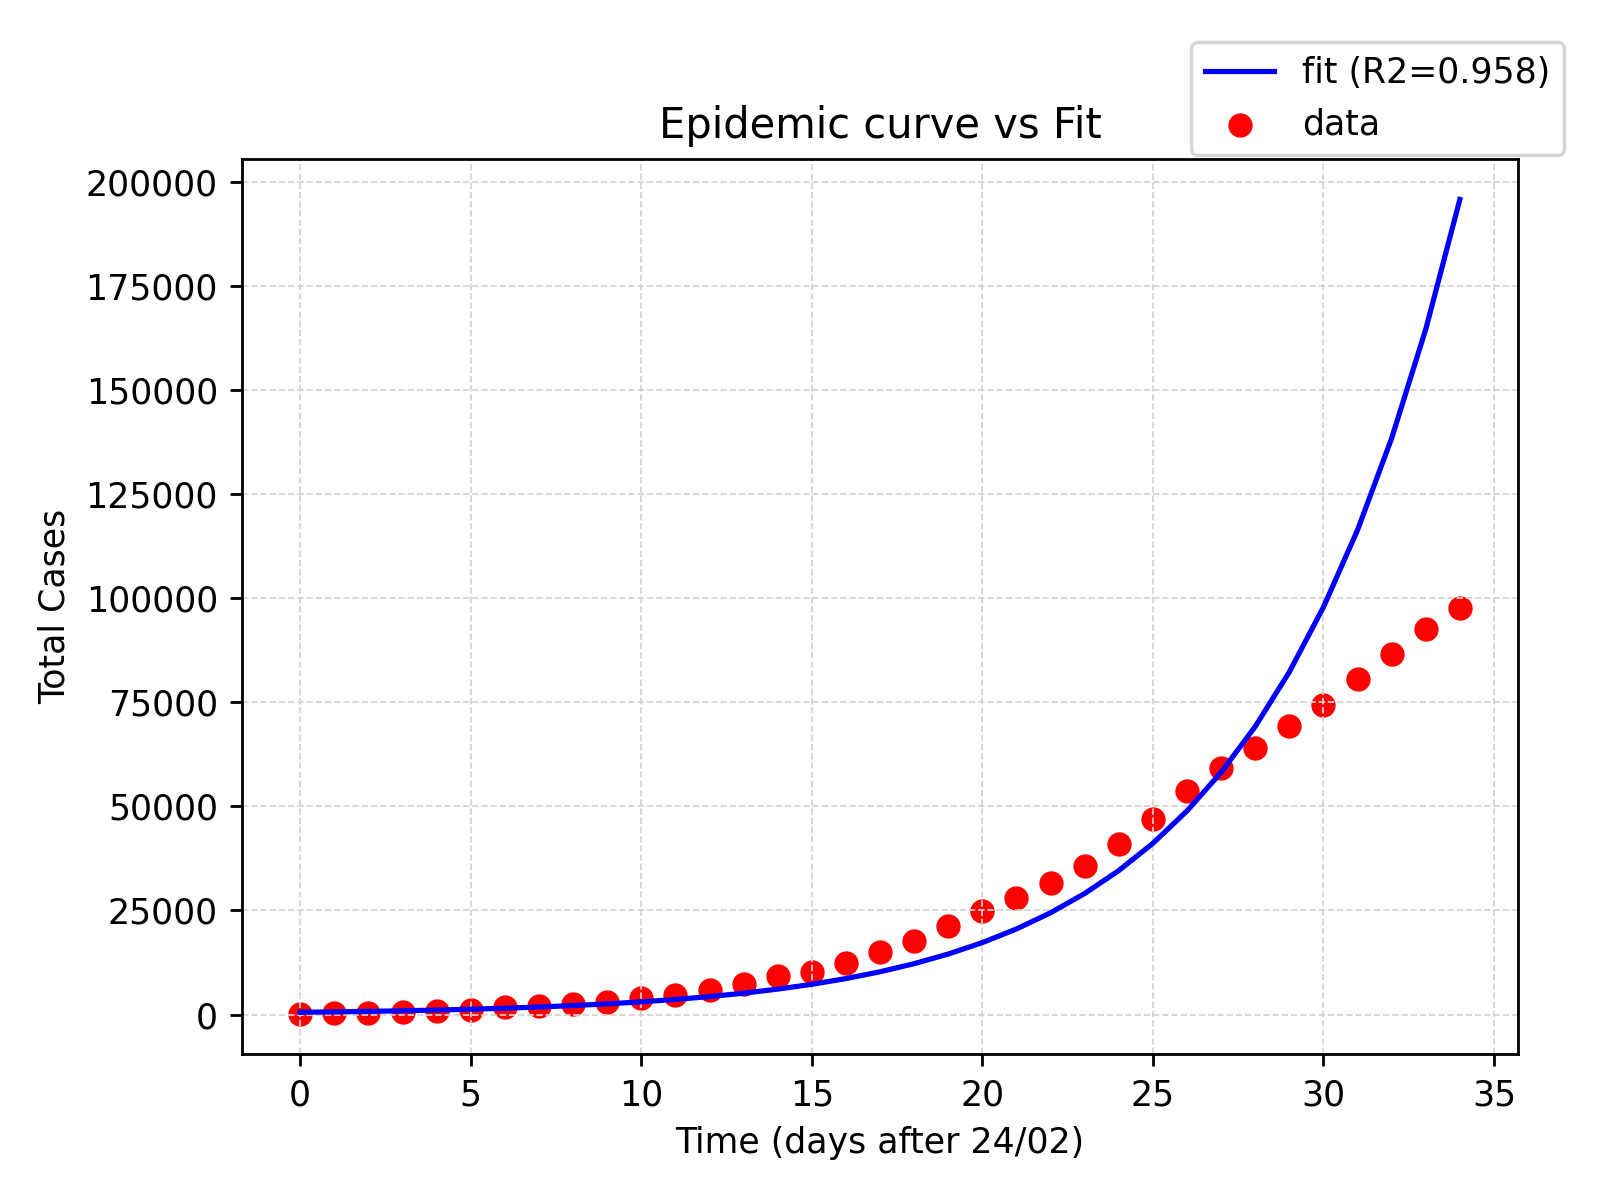 fit (R2=0.958)
data
Epidemic curve vs Fit
Total Cases
200000
175000
150000
125000
100000
75000
50000
25000
0
0 5 10 15 20 25 30 35
Time (days after 24/02)